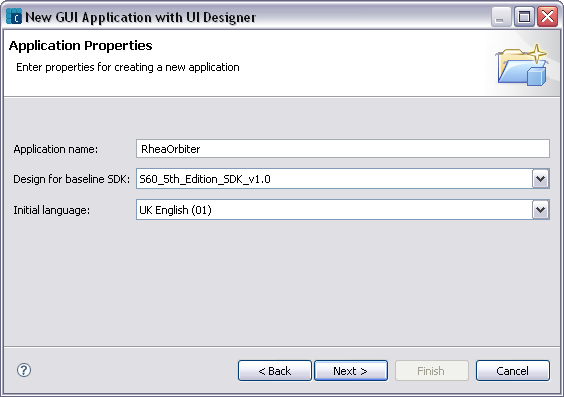 New GUI Application with UI Designer
Application Properties
Enter properties for creating a new application
Application name: RheaOrbiter
Design for baseline SDK: S60_5th_Edition_SDK_v1.0
Initial language: UK English (01)
? < Back Next > Finish Cancel